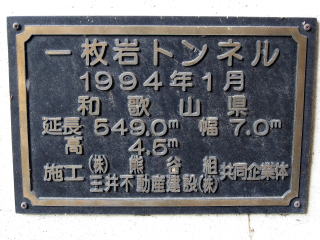 一枚岩トンネル
1994年1月
和歌山県
延長 549.0m 幅 7.0m
高 4.5m
施工 (株)熊谷組 三井不動産建設(株) 共同企業体